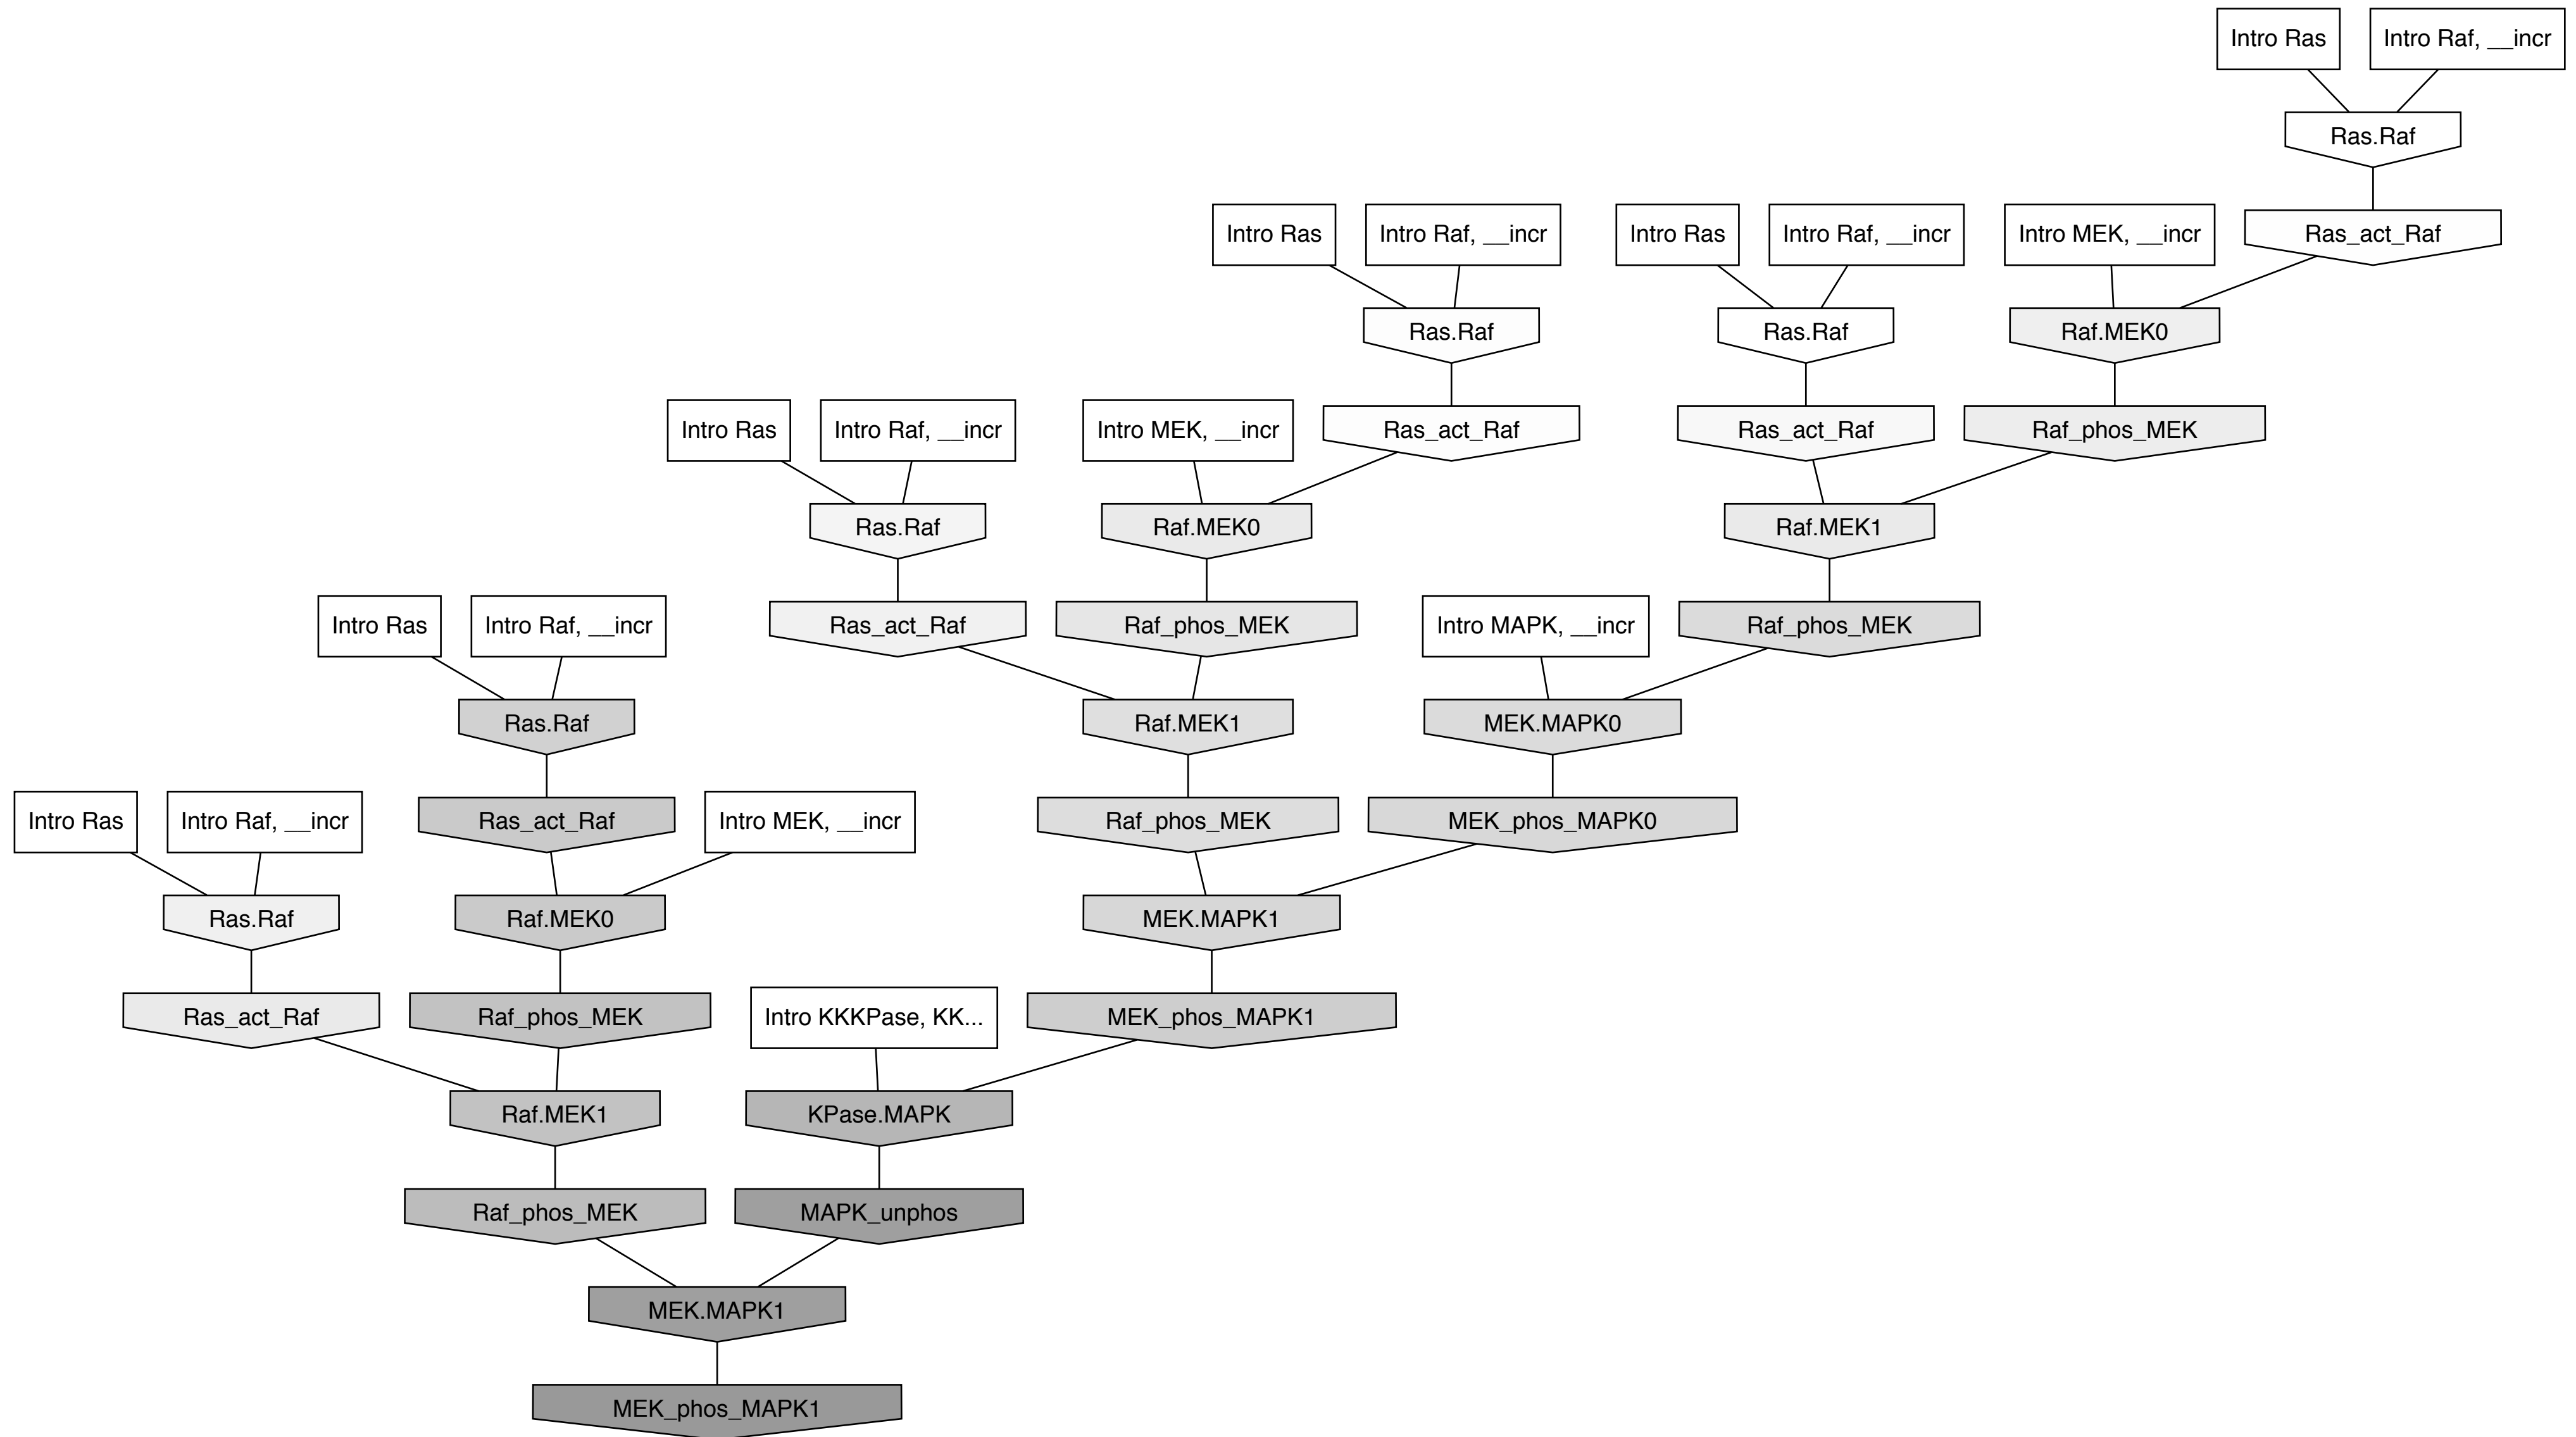 Intro Ras
Intro Raf, __incr
Ras.Raf
Intro Ras
Intro Raf, __incr
Intro Ras
Intro Raf, __incr
Intro MEK, __incr
Ras_act_Raf
Ras.Raf
Ras.Raf
Raf.MEK0
Intro Ras
Intro Raf, __incr
Intro MEK, __incr
Ras_act_Raf
Ras_act_Raf
Raf_phos_MEK
Ras.Raf
Raf.MEK0
Raf.MEK1
Intro Ras
Intro Raf, __incr
Ras_act_Raf
Raf_phos_MEK
Intro MAPK, __incr
Raf_phos_MEK
Ras.Raf
Raf.MEK1
MEK.MAPK0
Intro Ras
Intro Raf, __incr
Ras_act_Raf
Intro MEK, __incr
Raf_phos_MEK
MEK_phos_MAPK0
Ras.Raf
Raf.MEK0
MEK.MAPK1
Ras_act_Raf
Raf_phos_MEK
Intro KKKPase, KK...
MEK_phos_MAPK1
Raf.MEK1
KPase.MAPK
Raf_phos_MEK
MAPK_unphos
MEK.MAPK1
MEK_phos_MAPK1